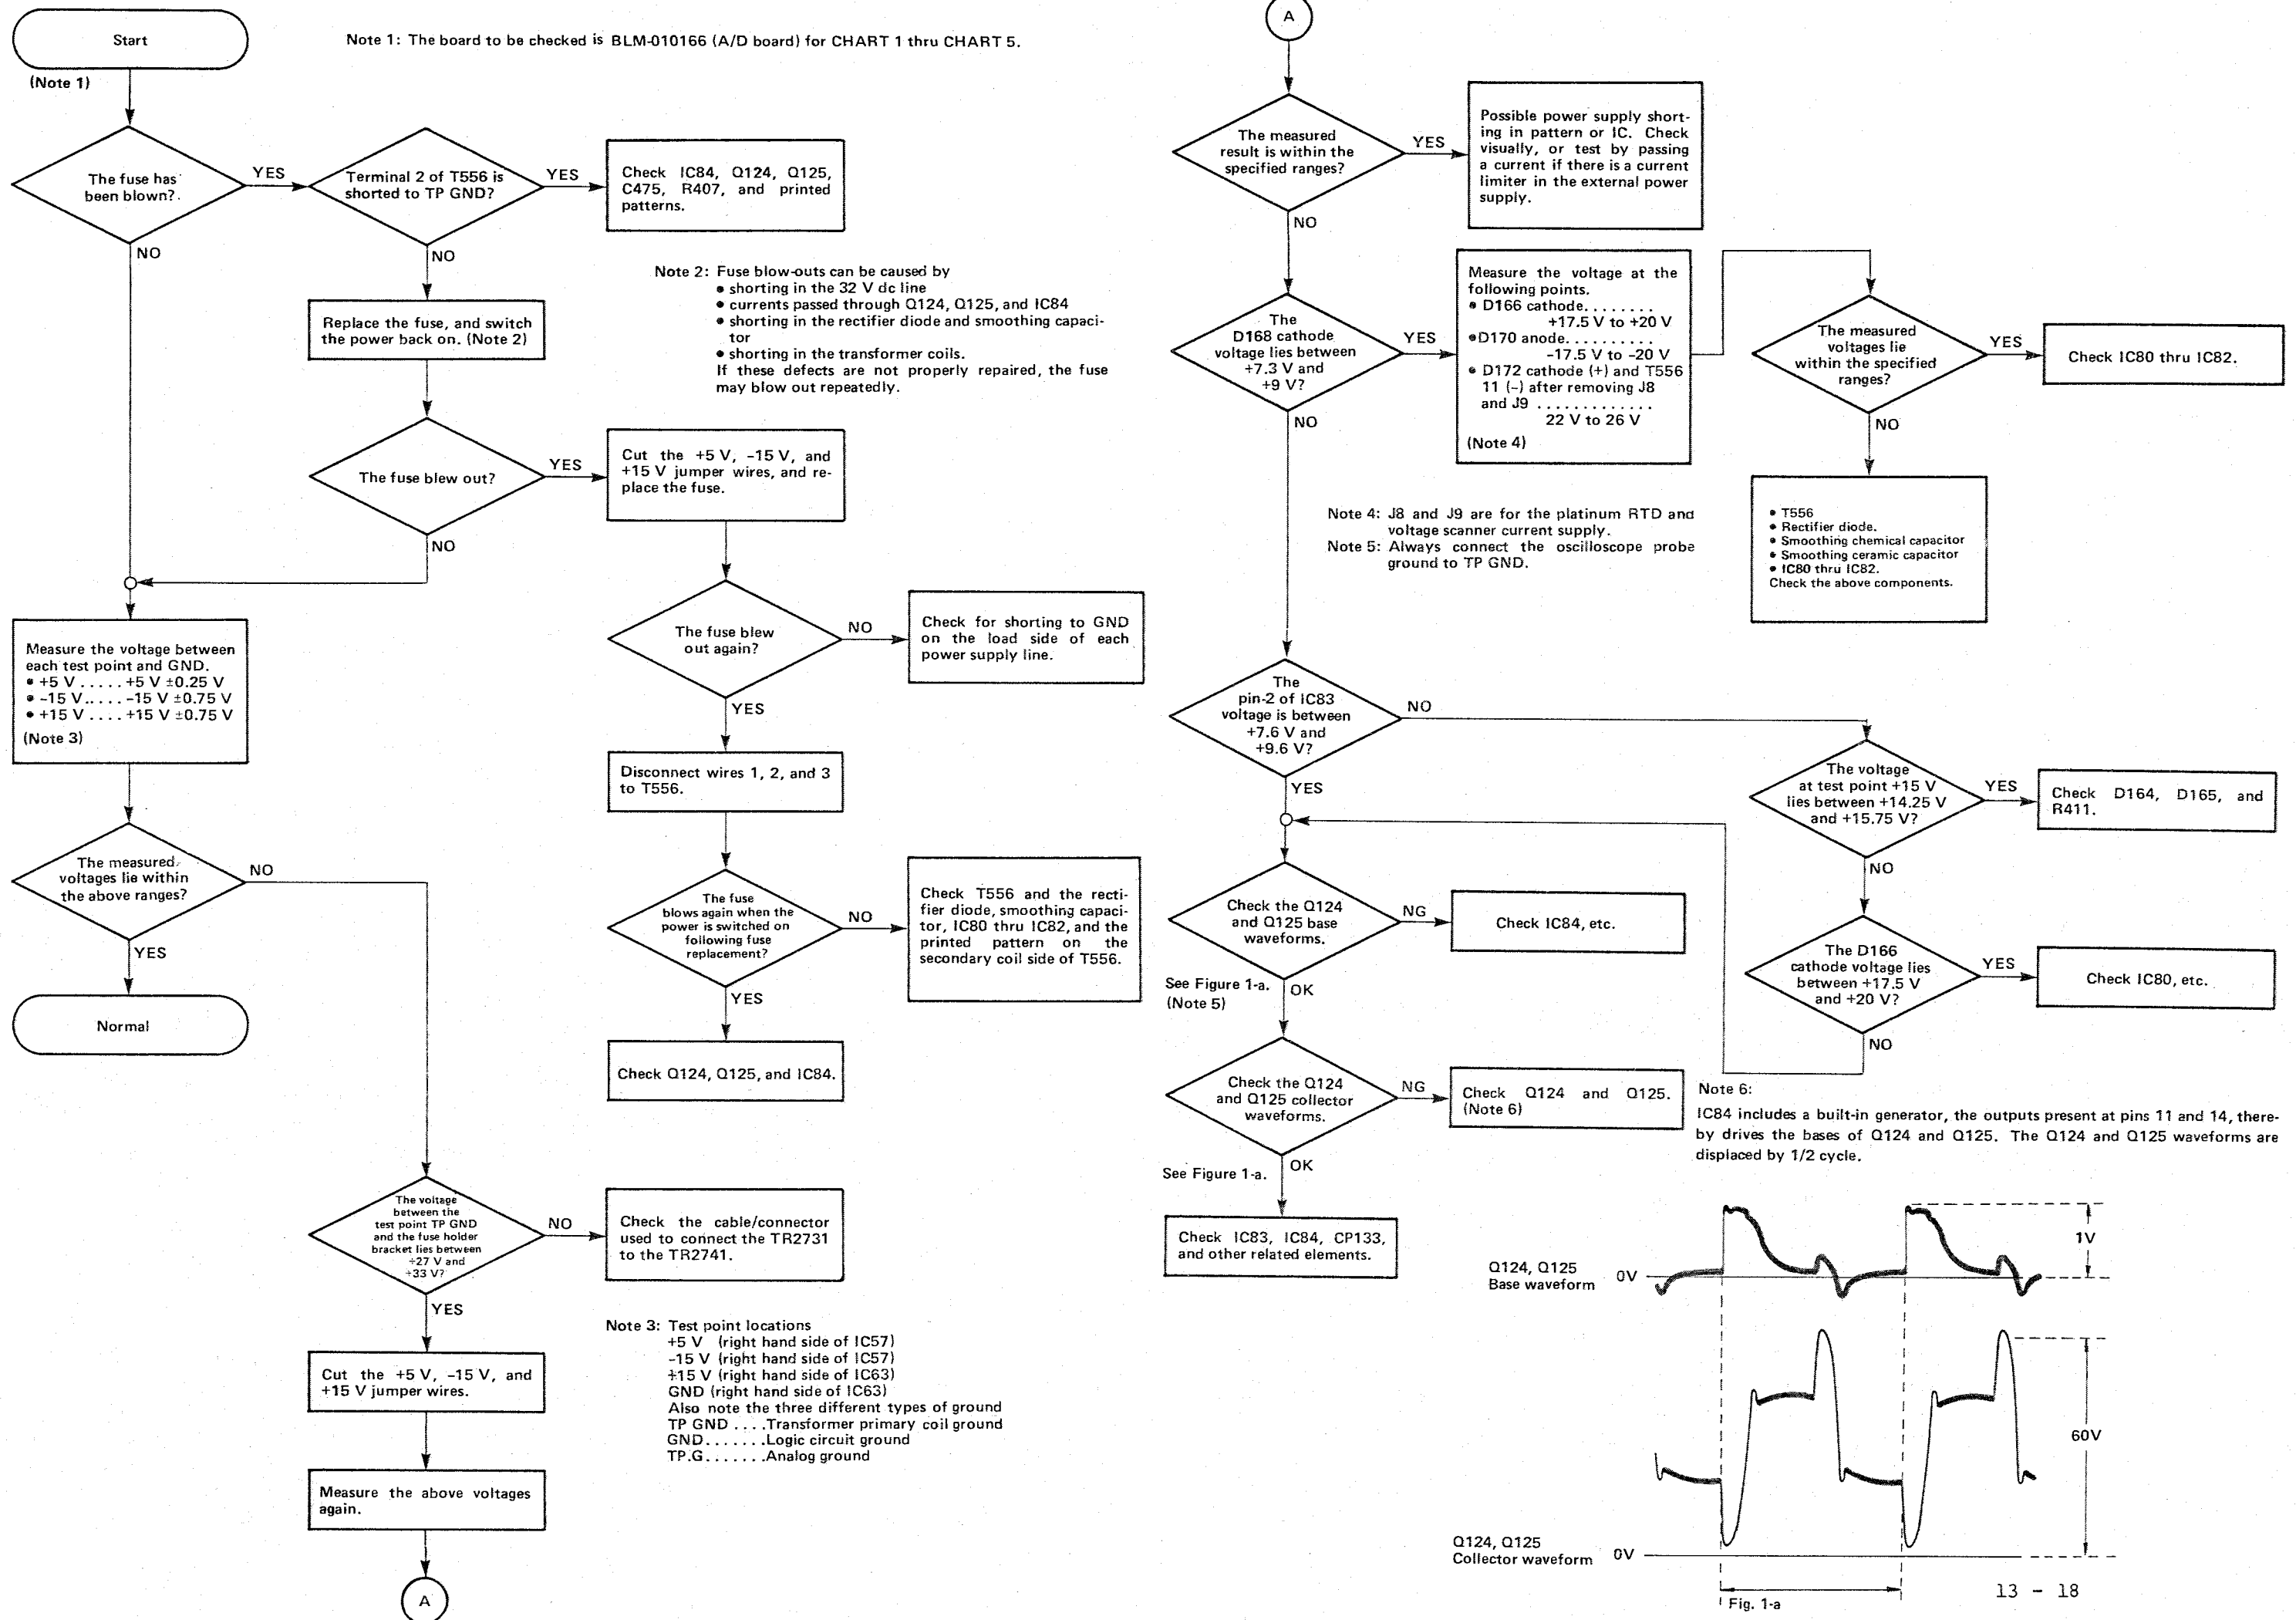 Start
Note 1: The board to be checked is BLM-010166 (A/D board) for CHART 1 thru CHART 5.
(Note 1)
The fuse has
been blown?.
YES
NO
Terminal 2 of T556 is
shorted to TP GND?
YES
NO
Check IC84, Q124, Q125,
C475, R407, and printed
patterns.
Replace the fuse, and switch
the power back on. (Note 2)
Note 2: Fuse blow-outs can be caused by
• shorting in the 32 V dc line
• currents passed through Q124, Q125, and IC84
• shorting in the rectifier diode and smoothing capaci-
tor
• shorting in the transformer coils.
If these defects are not properly repaired, the fuse
may blow out repeatedly.
The fuse blew out?
YES
NO
Cut the +5 V, -15 V, and
+15 V jumper wires, and re-
place the fuse.
The fuse blew
out again?
NO
YES
Check for shorting to GND
on the load side of each
power supply line.
Disconnect wires 1, 2, and 3
to T556.
The fuse
blows again when the
power is switched on
following fuse
replacement?
NO
YES
Check T556 and the recti-
fier diode, smoothing capaci-
tor, IC80 thru IC82, and the
printed pattern on the
secondary coil side of T556.
Check Q124, Q125, and IC84.
Measure the voltage between
each test point and GND.
• +5 V ..... +5 V ±0.25 V
• -15 V..... -15 V ±0.75 V
• +15 V .... +15 V ±0.75 V
(Note 3)
The measured
voltages lie within
the above ranges?
NO
YES
Normal
The voltage
between the
test point TP GND
and the fuse holder
bracket lies between
+27 V and
+33 V?
NO
YES
Check the cable/connector
used to connect the TR2731
to the TR2741.
Cut the +5 V, -15 V, and
+15 V jumper wires.
Measure the above voltages
again.
A
Note 3: Test point locations
+5 V (right hand side of IC57)
-15 V (right hand side of IC57)
+15 V (right hand side of IC63)
GND (right hand side of IC63)
Also note the three different types of ground
TP GND ....Transformer primary coil ground
GND.......Logic circuit ground
TP.G.......Analog ground
A
The measured
result is within the
specified ranges?
YES
NO
Possible power supply short-
ing in pattern or IC. Check
visually, or test by passing
a current if there is a current
limiter in the external power
supply.
The
D168 cathode
voltage lies between
+7.3 V and
+9 V?
YES
NO
Measure the voltage at the
following points.
• D166 cathode........
+17.5 V to +20 V
• D170 anode..........
-17.5 V to -20 V
• D172 cathode (+) and T556
11 (-) after removing J8
and J9 .............
22 V to 26 V
(Note 4)
The measured
voltages lie
within the specified
ranges?
YES
NO
Check IC80 thru IC82.
• T556
• Rectifier diode.
• Smoothing chemical capacitor
• Smoothing ceramic capacitor
• IC80 thru IC82.
Check the above components.
Note 4: J8 and J9 are for the platinum RTD and
voltage scanner current supply.
Note 5: Always connect the oscilloscope probe
ground to TP GND.
The
pin-2 of IC83
voltage is between
+7.6 V and
+9.6 V?
NO
YES
The voltage
at test point +15 V
lies between +14.25 V
and +15.75 V?
YES
NO
Check D164, D165, and
R411.
The D166
cathode voltage lies
between +17.5 V
and +20 V?
YES
NO
Check IC80, etc.
Check the Q124
and Q125 base
waveforms.
NG
OK
Check IC84, etc.
See Figure 1-a.
(Note 5)
Check the Q124
and Q125 collector
waveforms.
NG
OK
Check Q124 and Q125.
(Note 6)
See Figure 1-a.
Check IC83, IC84, CP133,
and other related elements.
Note 6:
IC84 includes a built-in generator, the outputs present at pins 11 and 14, there-
by drives the bases of Q124 and Q125. The Q124 and Q125 waveforms are
displaced by 1/2 cycle.
Q124, Q125
Base waveform
0V
1V
60V
Q124, Q125
Collector waveform
0V
Fig. 1-a
13 - 18